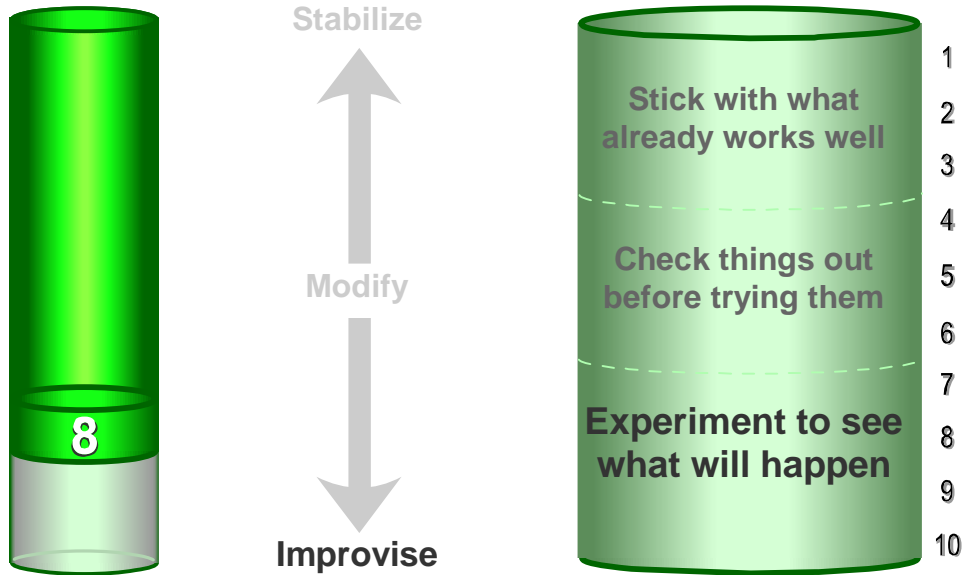 Stabilize
Modify
Improvise
8
Stick with what
already works well
Check things out
before trying them
Experiment to see
what will happen
1
2
3
4
5
6
7
8
9
10